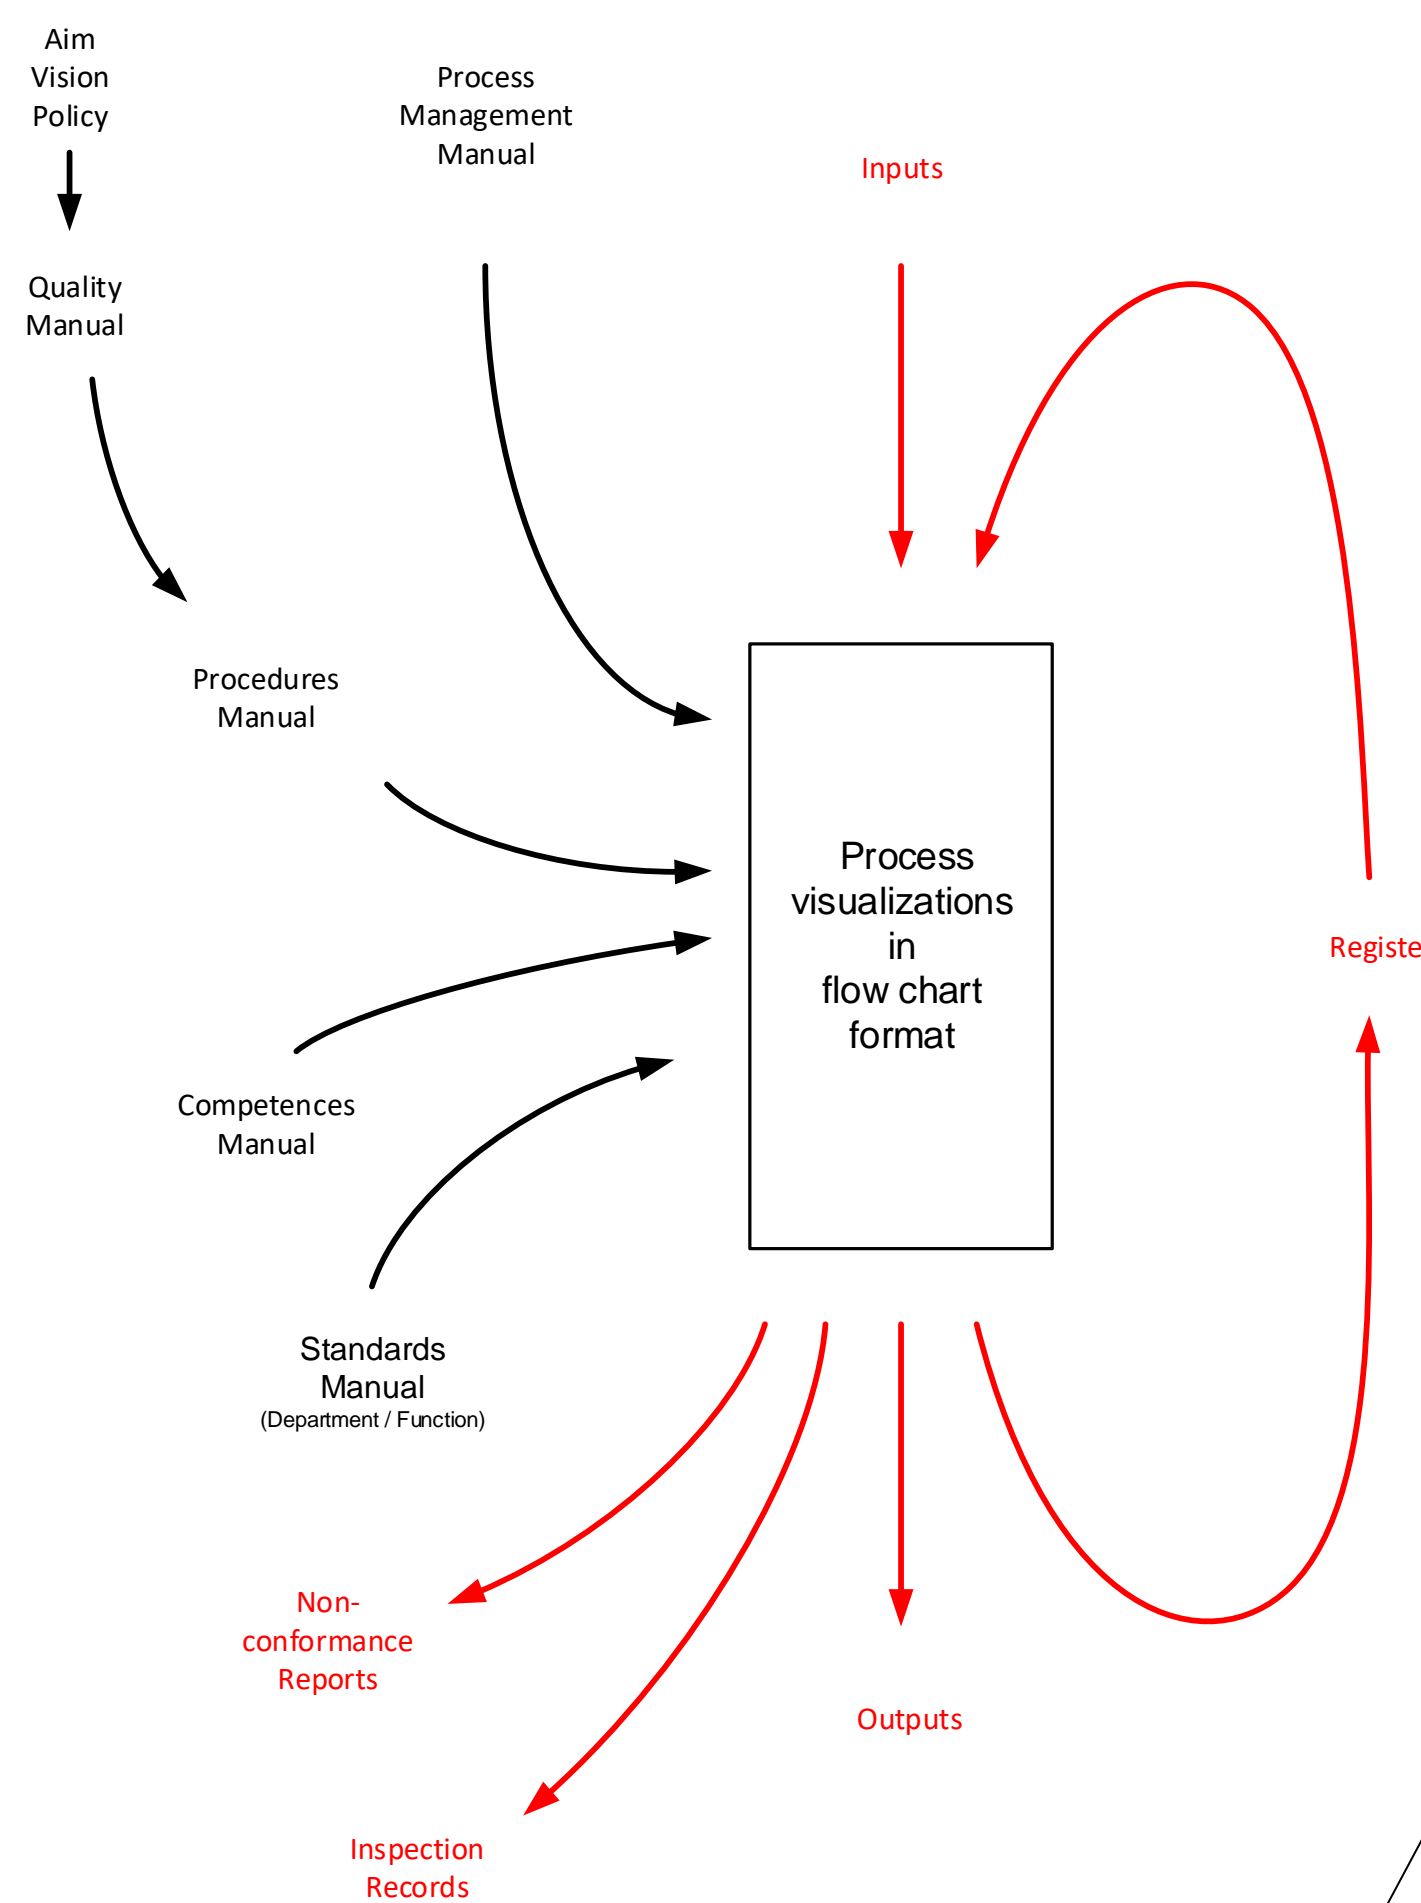 Aim
Vision
Policy
Process
Management
Manual
Inputs
Quality
Manual
Procedures
Manual
Process
visualizations
in
flow chart
format
Registe
Competences
Manual
Standards
Manual
(Department / Function)
Non-
conformance
Reports
Outputs
Inspection
Records